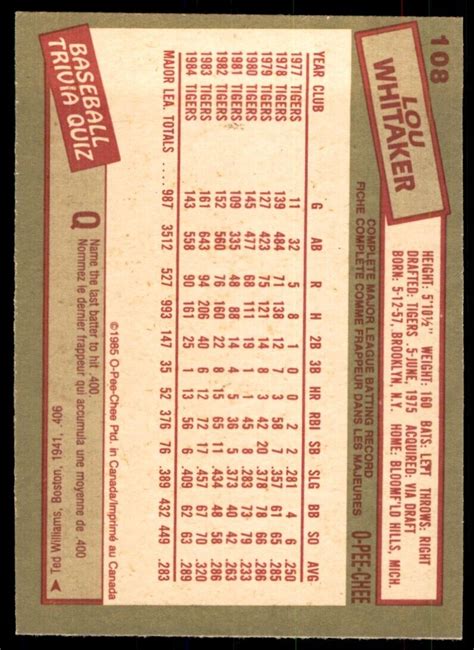 108
LOU
WHITAKER
HEIGHT: 5'10½" WEIGHT: 160 BATS: LEFT THROWS: RIGHT
DRAFTED: TIGERS .5-JUNE, 1975 ACQUIRED: VIA DRAFT
BORN: 5-12-57, BROOKLYN, N.Y. HOME: BLOOMF'LD HILLS, MICH.
COMPLETE MAJOR LEAGUE BATTING RECORD
FICHE COMPLÈTE COMME FRAPPEUR DANS LES MAJEURES
O-PEE-CHEE
YEAR CLUB G AB R H 2B 3B HR RBI SB SLG BB SO AVG
1977 TIGERS 11 32 5 8 1 0 0 2 2 .281 4 6 .250
1978 TIGERS 139 484 71 138 12 7 3 58 7 .357 61 65 .285
1979 TIGERS 127 423 75 121 14 8 3 42 20 .378 78 66 .286
1980 TIGERS 145 477 68 111 19 1 1 45 8 .283 73 79 .233
1981 TIGERS 109 335 48 88 14 4 5 36 5 .373 40 42 .263
1982 TIGERS 152 560 76 160 22 8 15 65 11 .434 48 58 .286
1983 TIGERS 161 643 94 206 40 6 12 72 17 .457 67 70 .320
1984 TIGERS 143 558 90 161 25 1 13 56 6 .407 62 63 .289
MAJOR LEA. TOTALS .... 987 3512 527 993 147 35 52 376 76 .389 432 449 .283
©1985 O-Pee-Chee Ptd. in Canada/Imprimé au Canada
BASEBALL
TRIVIA QUIZ
Q
Name the last batter to hit .400.
Nommez le dernier frappeur qui accumula une moyenne de .400
Ted Williams, Boston, 1941, .406